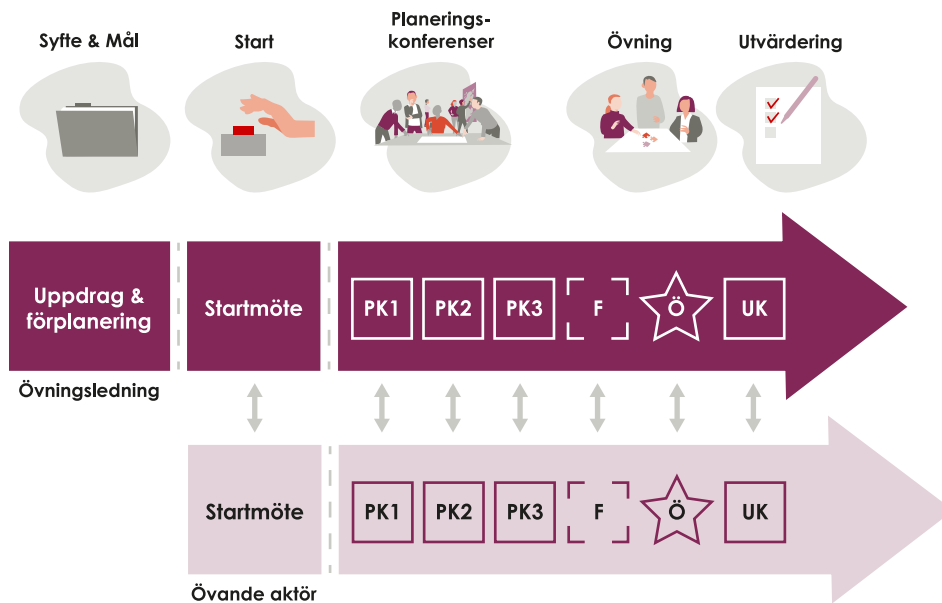 Syfte & Mål
Start
Planerings-
konferenser
Övning
Utvärdering
Uppdrag &
förplanering
Startmöte
PK1
PK2
PK3
F
Ö
UK
Övningsledning
Startmöte
PK1
PK2
PK3
F
Ö
UK
Övande aktör